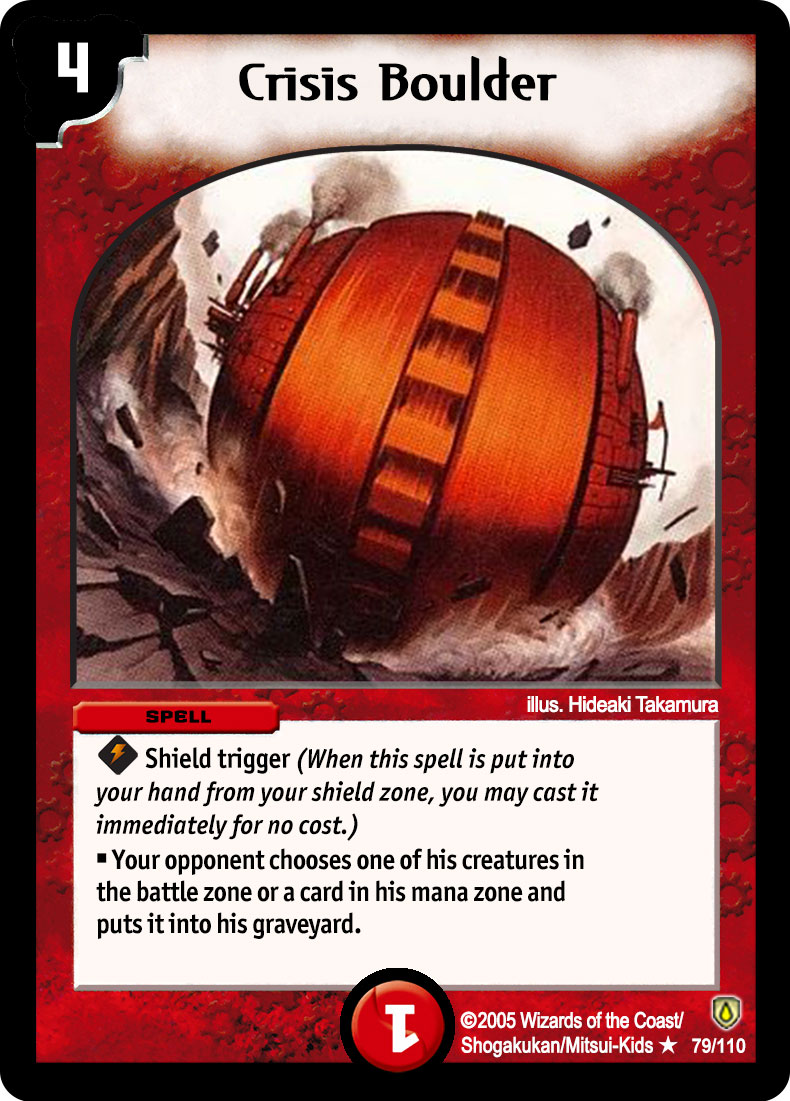 4
Crisis Boulder
illus. Hideaki Takamura
SPELL
Shield trigger (When this spell is put into
your hand from your shield zone, you may cast it
immediately for no cost.)
▪ Your opponent chooses one of his creatures in
the battle zone or a card in his mana zone and
puts it into his graveyard.
1
©2005 Wizards of the Coast/
Shogakukan/Mitsui-Kids ★ 79/110